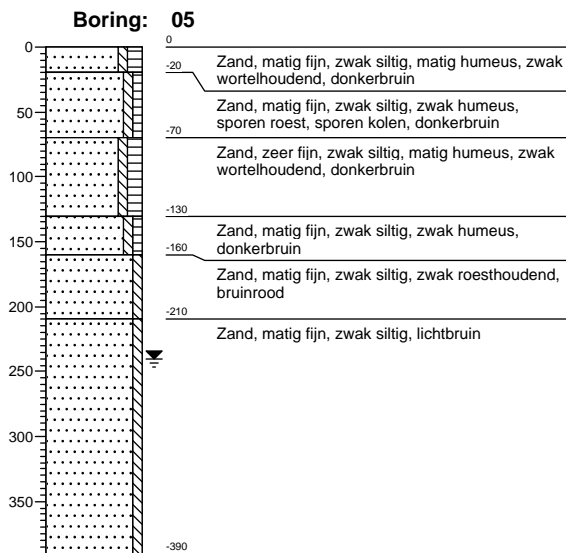 Boring: 05
0
0
Zand, matig fijn, zwak siltig, matig humeus, zwak
wortelhoudend, donkerbruin
-20
Zand, matig fijn, zwak siltig, zwak humeus,
sporen roest, sporen kolen, donkerbruin
50
-70
Zand, zeer fijn, zwak siltig, matig humeus, zwak
wortelhoudend, donkerbruin
100
-130
Zand, matig fijn, zwak siltig, zwak humeus,
donkerbruin
150
-160
Zand, matig fijn, zwak siltig, zwak roesthoudend,
bruinrood
200
-210
Zand, matig fijn, zwak siltig, lichtbruin
250
300
350
-390